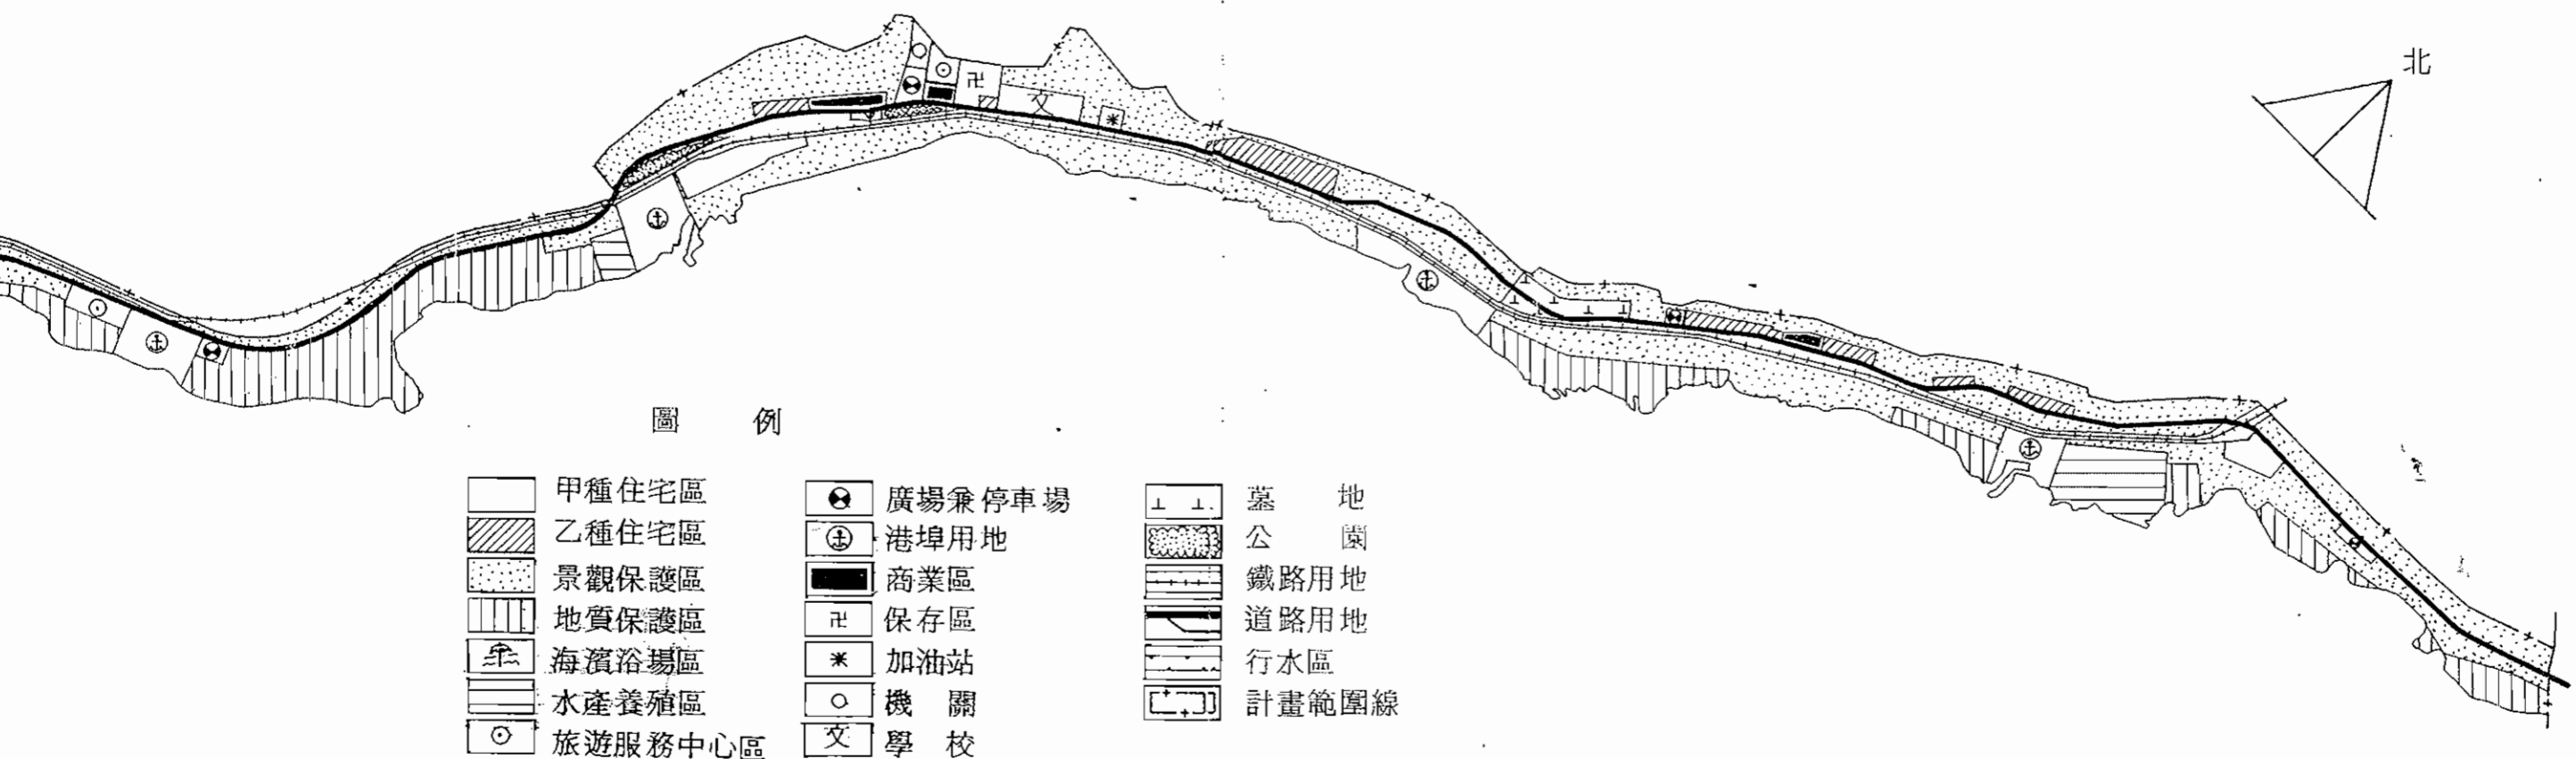 北
卍
文
圖 例
甲種住宅區
乙種住宅區
景觀保護區
地質保護區
海濱浴場區
水產養殖區
旅遊服務中心區
廣場兼停車場
港埠用地
商業區
卍 保存區
加油站
機 關
文 學 校
墓 地
公 園
鐵路用地
道路用地
行水區
計畫範圍線